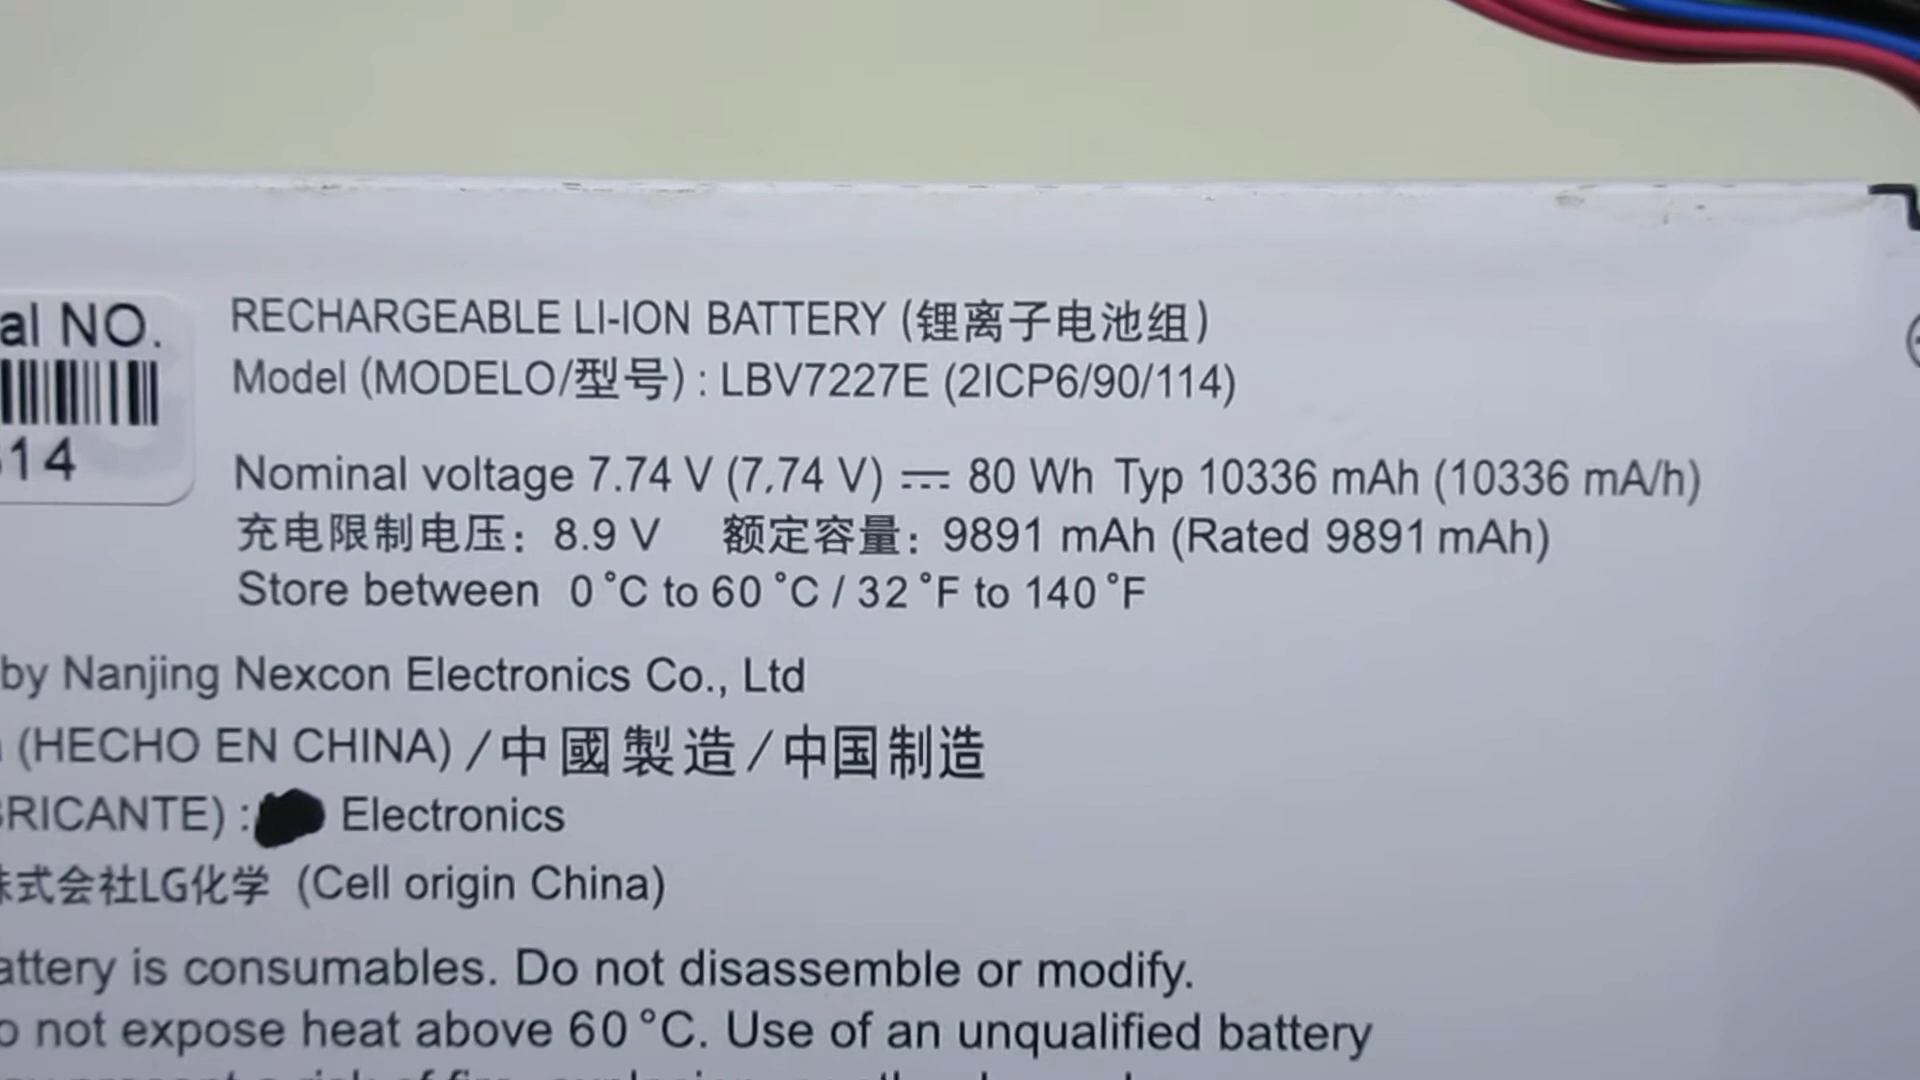 al NO.
14
RECHARGEABLE LI-ION BATTERY (锂离子电池组)
Model (MODELO/型号) : LBV7227E (2ICP6/90/114)
Nominal voltage 7.74 V (7.74 V) ⎓ 80 Wh Typ 10336 mAh (10336 mA/h)
充电限制电压: 8.9 V 额定容量: 9891 mAh (Rated 9891 mAh)
Store between 0 °C to 60 °C / 32 °F to 140 °F
by Nanjing Nexcon Electronics Co., Ltd
(HECHO EN CHINA) /中國製造/中国制造
BRICANTE) : Electronics
株式会社LG化学 (Cell origin China)
attery is consumables. Do not disassemble or modify.
o not expose heat above 60 °C. Use of an unqualified battery